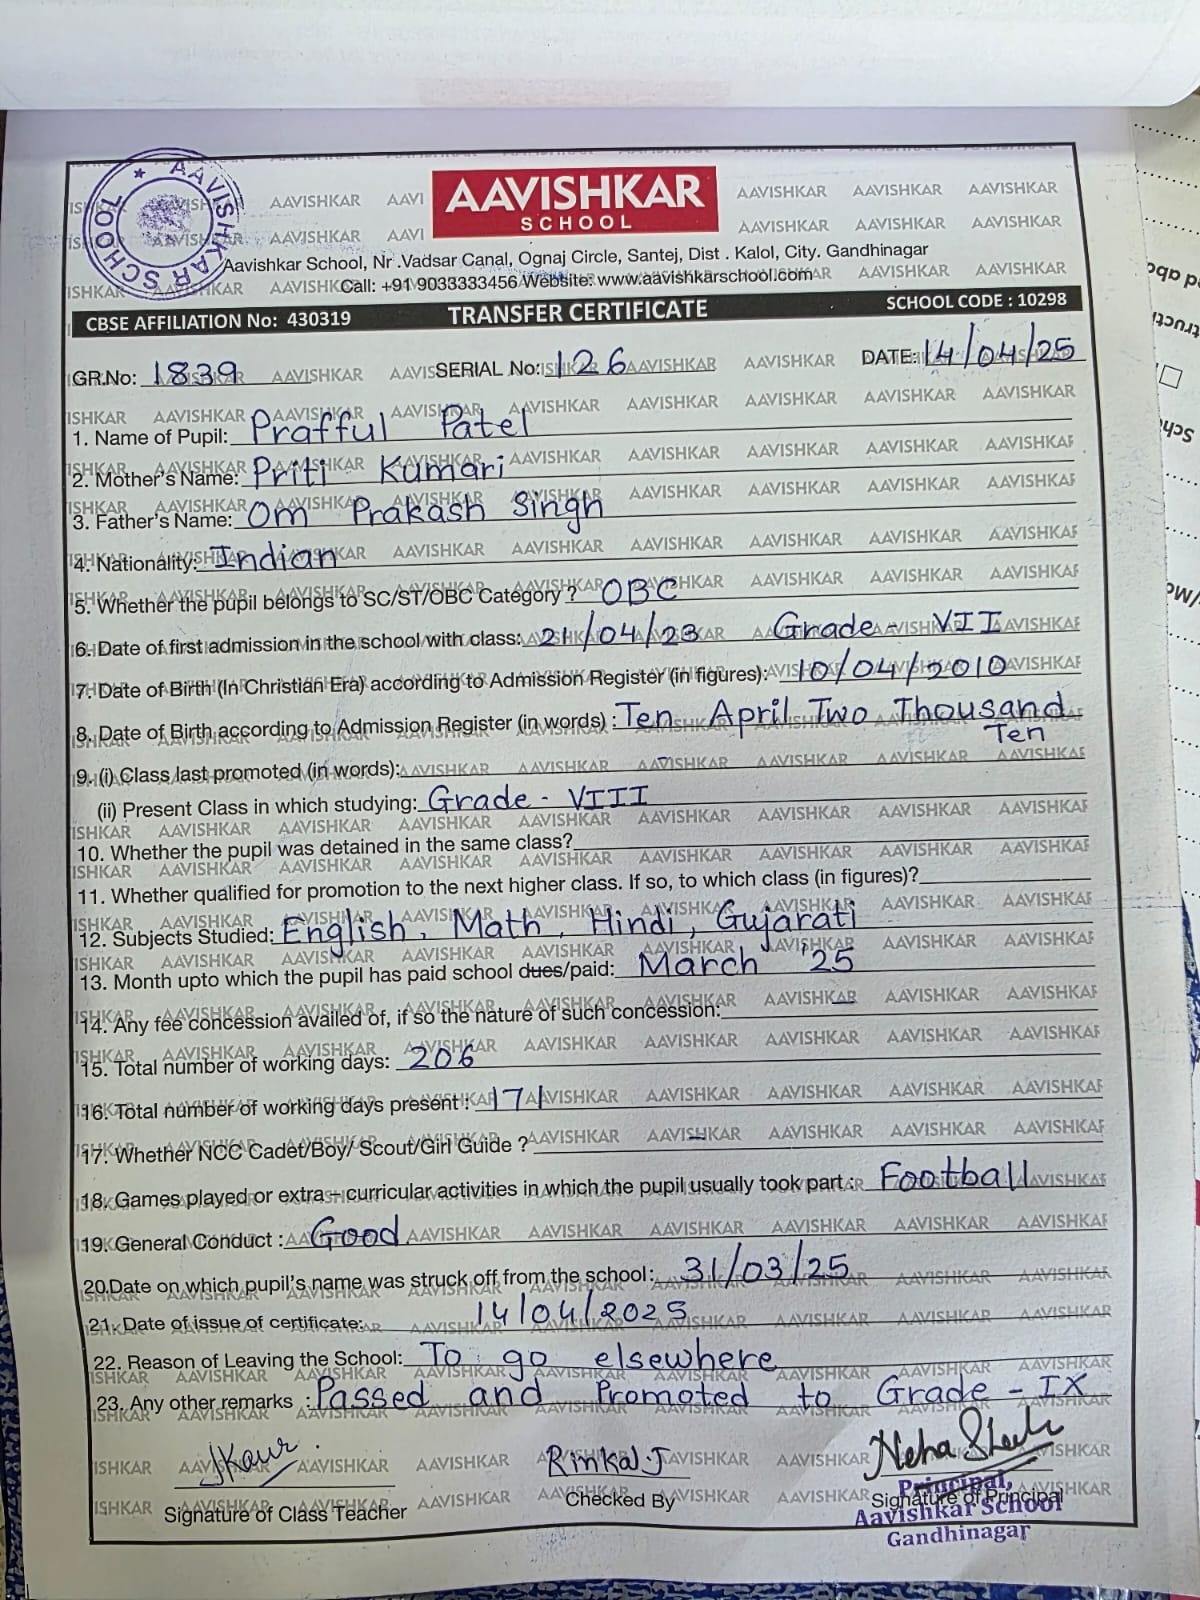 AAVISHKAR SCHOOL
AAVISHKAR
SCHOOL
Aavishkar School, Nr .Vadsar Canal, Ognaj Circle, Santej, Dist . Kalol, City. Gandhinagar
Call: +91 9033333456 Website: www.aavishkarschool.com
CBSE AFFILIATION No: 430319 TRANSFER CERTIFICATE SCHOOL CODE : 10298
GR.No: 1839 SERIAL No: 126 DATE: 14/04/25
1. Name of Pupil: Prafful Patel
2. Mother's Name: Priti Kumari
3. Father's Name: Om Prakash Singh
4. Nationality: Indian
5. Whether the pupil belongs to SC/ST/OBC Category ? OBC
6. Date of first admission in the school with class: 21/04/23 Grade - VII
7. Date of Birth (In Christian Era) according to Admission Register (in figures): 10/04/2010
8. Date of Birth according to Admission Register (in words) : Ten April Two Thousand
Ten
9. (i) Class last promoted (in words): -
(ii) Present Class in which studying: Grade - VIII
10. Whether the pupil was detained in the same class?
11. Whether qualified for promotion to the next higher class. If so, to which class (in figures)?
12. Subjects Studied: English, Math, Hindi, Gujarati
13. Month upto which the pupil has paid school dues/paid: March '25
14. Any fee concession availed of, if so the nature of such concession: -
15. Total number of working days: 206
16. Total number of working days present : 171
17. Whether NCC Cadet/Boy/ Scout/Girl Guide ? -
18. Games played or extra – curricular activities in which the pupil usually took part : Football
19. General Conduct : Good
20.Date on which pupil's name was struck off from the school: 31/03/25
21. Date of issue of certificate: 14/04/2025
22. Reason of Leaving the School: To go elsewhere
23. Any other remarks : Passed and Promoted to Grade - IX
JKaur Rinkal.J
Signature of Class Teacher Checked By Signature of Principal
Principal,
Aavishkar School
Gandhinagar